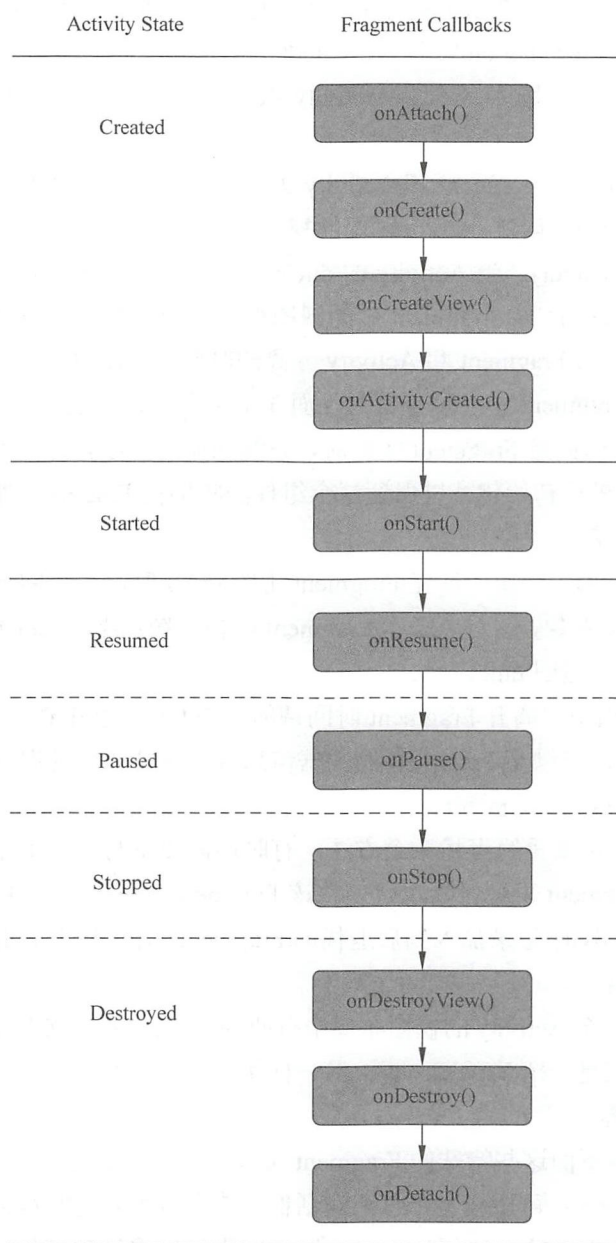 Activity State Fragment Callbacks
Created
onAttach()
onCreate()
onCreateView()
onActivityCreated()
Started onStart()
Resumed onResume()
Paused onPause()
Stopped onStop()
Destroyed
onDestroyView()
onDestroy()
onDetach()